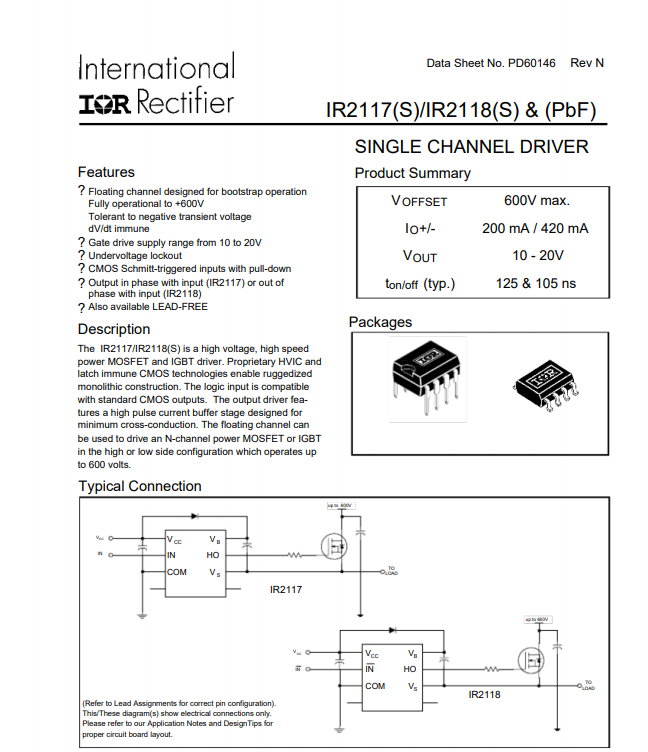 International
IOR Rectifier
Data Sheet No. PD60146 Rev N
IR2117(S)/IR2118(S) & (PbF)
SINGLE CHANNEL DRIVER
Features
? Floating channel designed for bootstrap operation
Fully operational to +600V
Tolerant to negative transient voltage
dV/dt immune
? Gate drive supply range from 10 to 20V
? Undervoltage lockout
? CMOS Schmitt-triggered inputs with pull-down
? Output in phase with input (IR2117) or out of
phase with input (IR2118)
? Also available LEAD-FREE
Description
The IR2117/IR2118(S) is a high voltage, high speed
power MOSFET and IGBT driver. Proprietary HVIC and
latch immune CMOS technologies enable ruggedized
monolithic construction. The logic input is compatible
with standard CMOS outputs. The output driver fea-
tures a high pulse current buffer stage designed for
minimum cross-conduction. The floating channel can
be used to drive an N-channel power MOSFET or IGBT
in the high or low side configuration which operates up
to 600 volts.
Product Summary
VOFFSET 600V max.
IO+/- 200 mA / 420 mA
VOUT 10 - 20V
ton/off (typ.) 125 & 105 ns
Packages
IOR
IOR
Typical Connection
up to 600V
VCC VCC VB
IN IN HO
COM VS
TO
LOAD
IR2117
up to 600V
VCC VCC VB
IN IN HO
COM VS
TO
LOAD
IR2118
(Refer to Lead Assignments for correct pin configuration).
This/These diagram(s) show electrical connections only.
Please refer to our Application Notes and DesignTips for
proper circuit board layout.